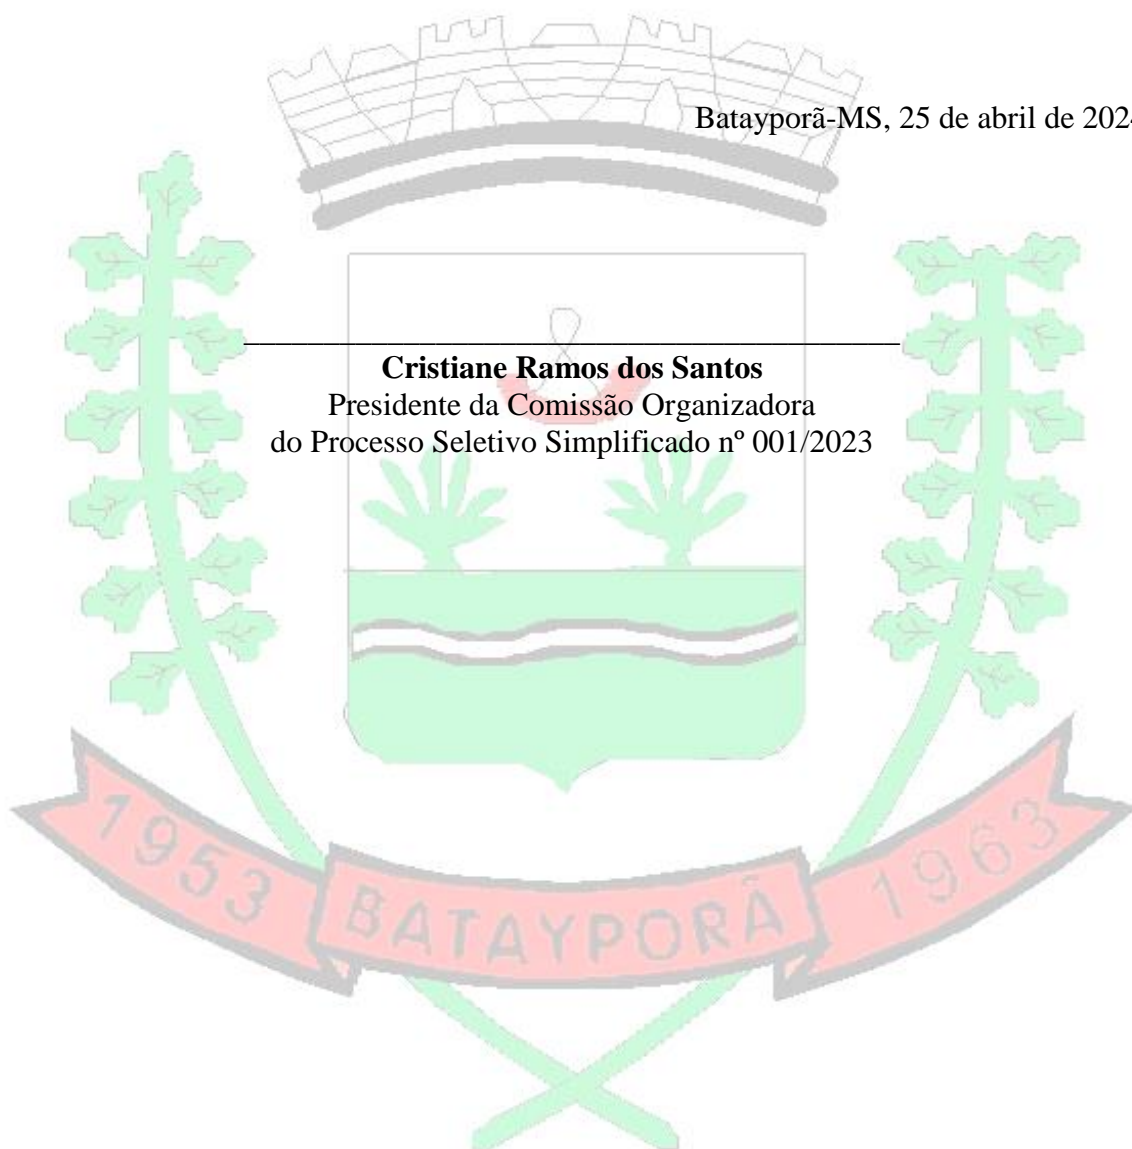 Batayporã-MS, 25 de abril de 2024
Cristiane Ramos dos Santos
Presidente da Comissão Organizadora
do Processo Seletivo Simplificado nº 001/2023
1953
BATAYPORÃ
1963